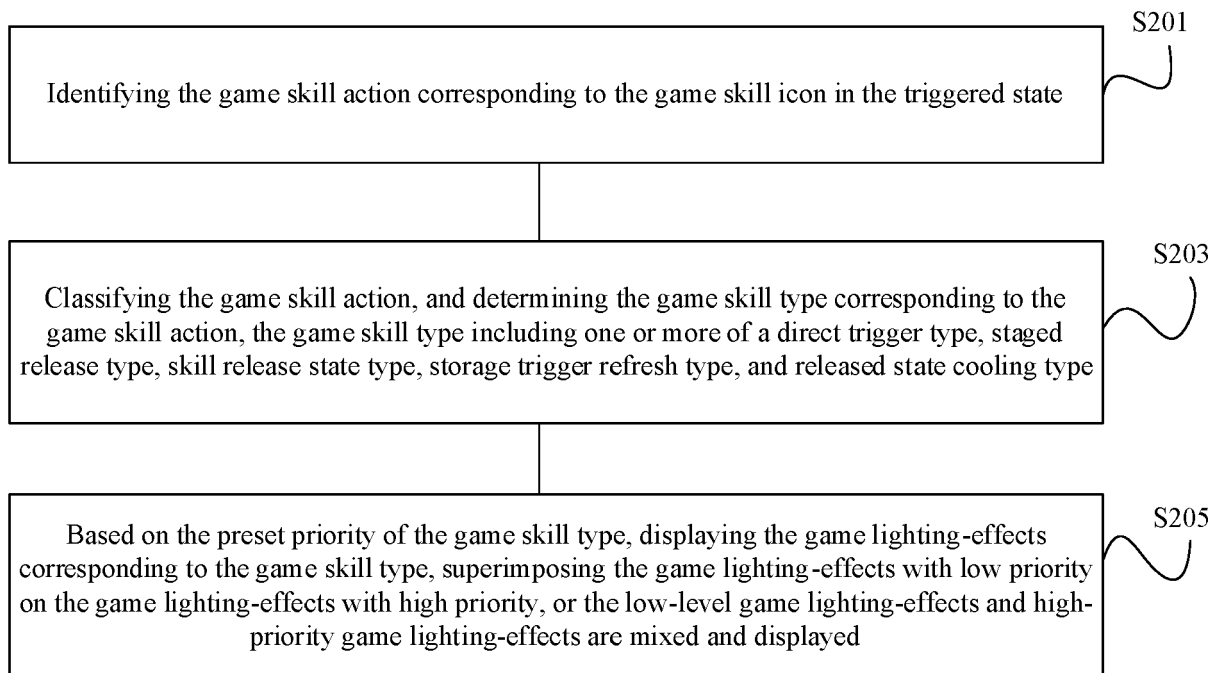 S201
Identifying the game skill action corresponding to the game skill icon in the triggered state
S203
Classifying the game skill action, and determining the game skill type corresponding to the
game skill action, the game skill type including one or more of a direct trigger type, staged
release type, skill release state type, storage trigger refresh type, and released state cooling type
S205
Based on the preset priority of the game skill type, displaying the game lighting-effects
corresponding to the game skill type, superimposing the game lighting-effects with low priority
on the game lighting-effects with high priority, or the low-level game lighting-effects and high-
priority game lighting-effects are mixed and displayed